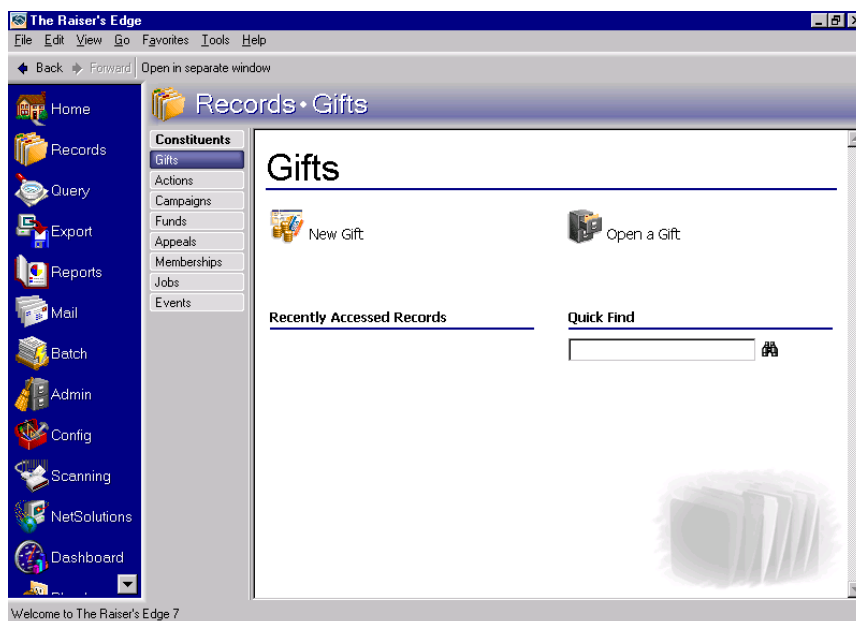 The Raiser's Edge
File Edit View Go Favorites Tools Help
Back Forward Open in separate window
Records • Gifts
Home
Records
Query
Export
Reports
Mail
Batch
Admin
Config
Scanning
NetSolutions
Dashboard
Constituents
Gifts
Actions
Campaigns
Funds
Appeals
Memberships
Jobs
Events
Gifts
New Gift
Open a Gift
Recently Accessed Records
Quick Find
Welcome to The Raiser's Edge 7